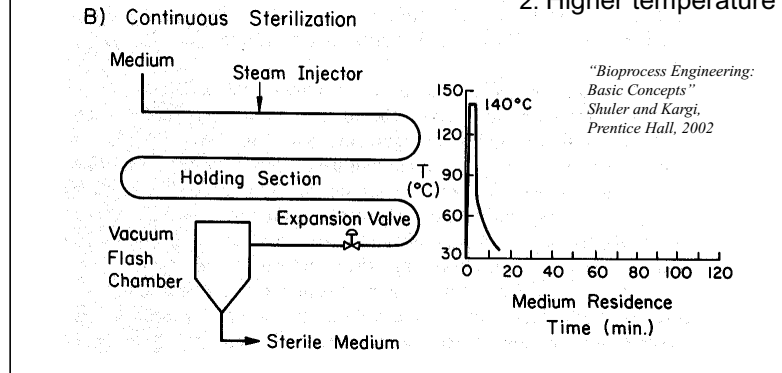 2. Higher temperature
B) Continuous Sterilization
Medium
Steam Injector
"Bioprocess Engineering:
Basic Concepts"
Shuler and Kargi,
Prentice Hall, 2002
150
140°C
120
Holding Section
T
(°C)
90
Expansion Valve
60
Vacuum
Flash
Chamber
30
0 20 40 60 80 100 120
Medium Residence
Time (min.)
Sterile Medium